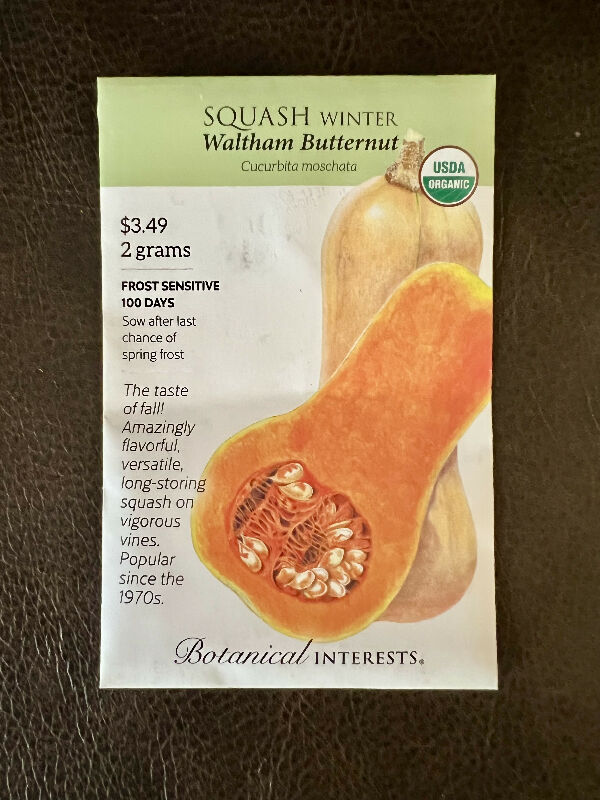 SQUASH WINTER
Waltham Butternut
Cucurbita moschata
USDA
ORGANIC
$3.49
2 grams
FROST SENSITIVE
100 DAYS
Sow after last
chance of
spring frost
The taste
of fall!
Amazingly
flavorful,
versatile,
long-storing
squash on
vigorous
vines.
Popular
since the
1970s.
Botanical INTERESTS®